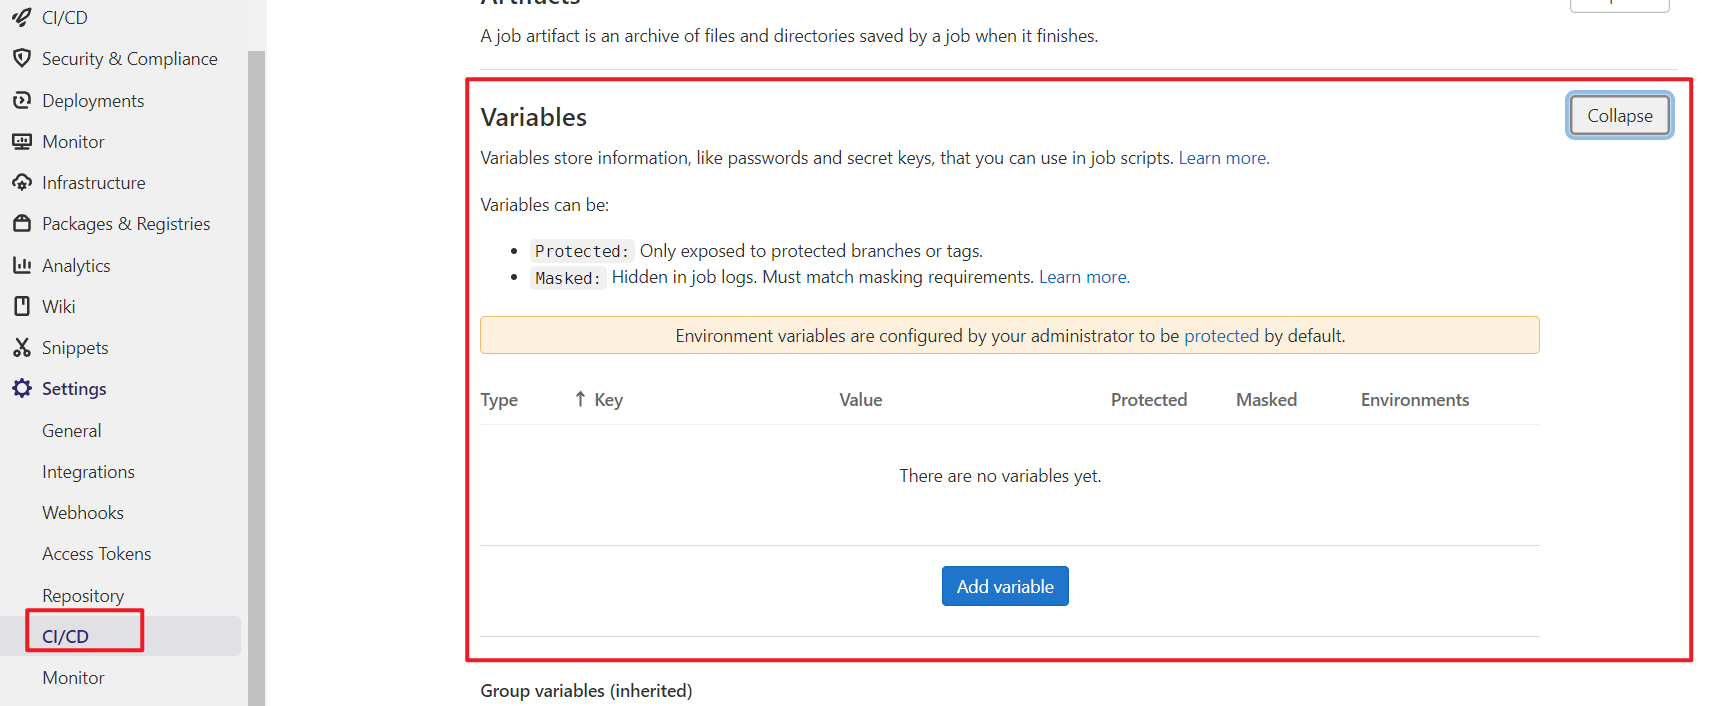 CI/CD
Security & Compliance
Deployments
Monitor
Infrastructure
Packages & Registries
Analytics
Wiki
Snippets
Settings
General
Integrations
Webhooks
Access Tokens
Repository
CI/CD
Monitor
Artifacts
A job artifact is an archive of files and directories saved by a job when it finishes.
Variables
Collapse
Variables store information, like passwords and secret keys, that you can use in job scripts. Learn more.
Variables can be:
• Protected: Only exposed to protected branches or tags.
• Masked: Hidden in job logs. Must match masking requirements. Learn more.
Environment variables are configured by your administrator to be protected by default.
Type ↑ Key Value Protected Masked Environments
There are no variables yet.
Add variable
Group variables (inherited)